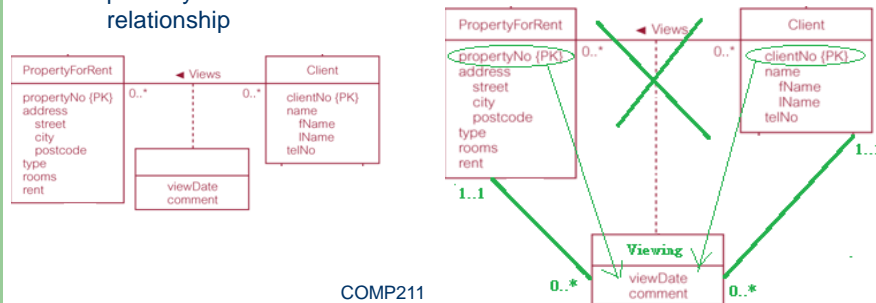 relationship
PropertyForRent
◄ Views
Client
propertyNo {PK}
0..*
0..*
clientNo {PK}
address
name
street
fName
city
lName
postcode
telNo
type
rooms
rent
viewDate
comment
COMP211
PropertyForRent
◄ Views
Client
propertyNo {PK}
0..*
0..*
clientNo {PK}
address
name
street
fName
city
lName
postcode
telNo
type
rooms
rent
1..1
1..1
Viewing
viewDate
comment
0..*
0..*